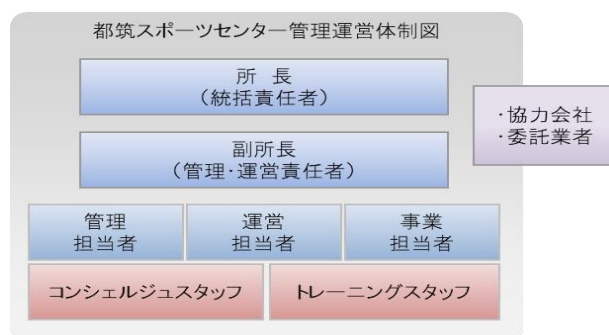 都筑スポーツセンター管理運営体制図
所 長
（統括責任者）
・協力会社
・委託業者
副所長
（管理・運営責任者）
管理
担当者
運営
担当者
事業
担当者
コンシェルジュスタッフ
トレーニングスタッフ